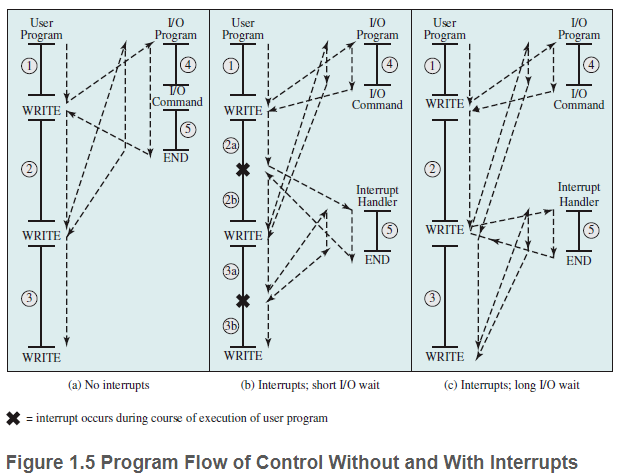 User
Program
I/O
Program
1
4
I/O
Command
WRITE
5
END
2
WRITE
3
WRITE
(a) No interrupts
User
Program
I/O
Program
1
4
I/O
Command
WRITE
2a
2b
Interrupt
Handler
WRITE
5
END
3a
3b
WRITE
(b) Interrupts; short I/O wait
User
Program
I/O
Program
1
4
I/O
Command
WRITE
2
Interrupt
Handler
WRITE
5
END
3
WRITE
(c) Interrupts; long I/O wait
= interrupt occurs during course of execution of user program
Figure 1.5 Program Flow of Control Without and With Interrupts